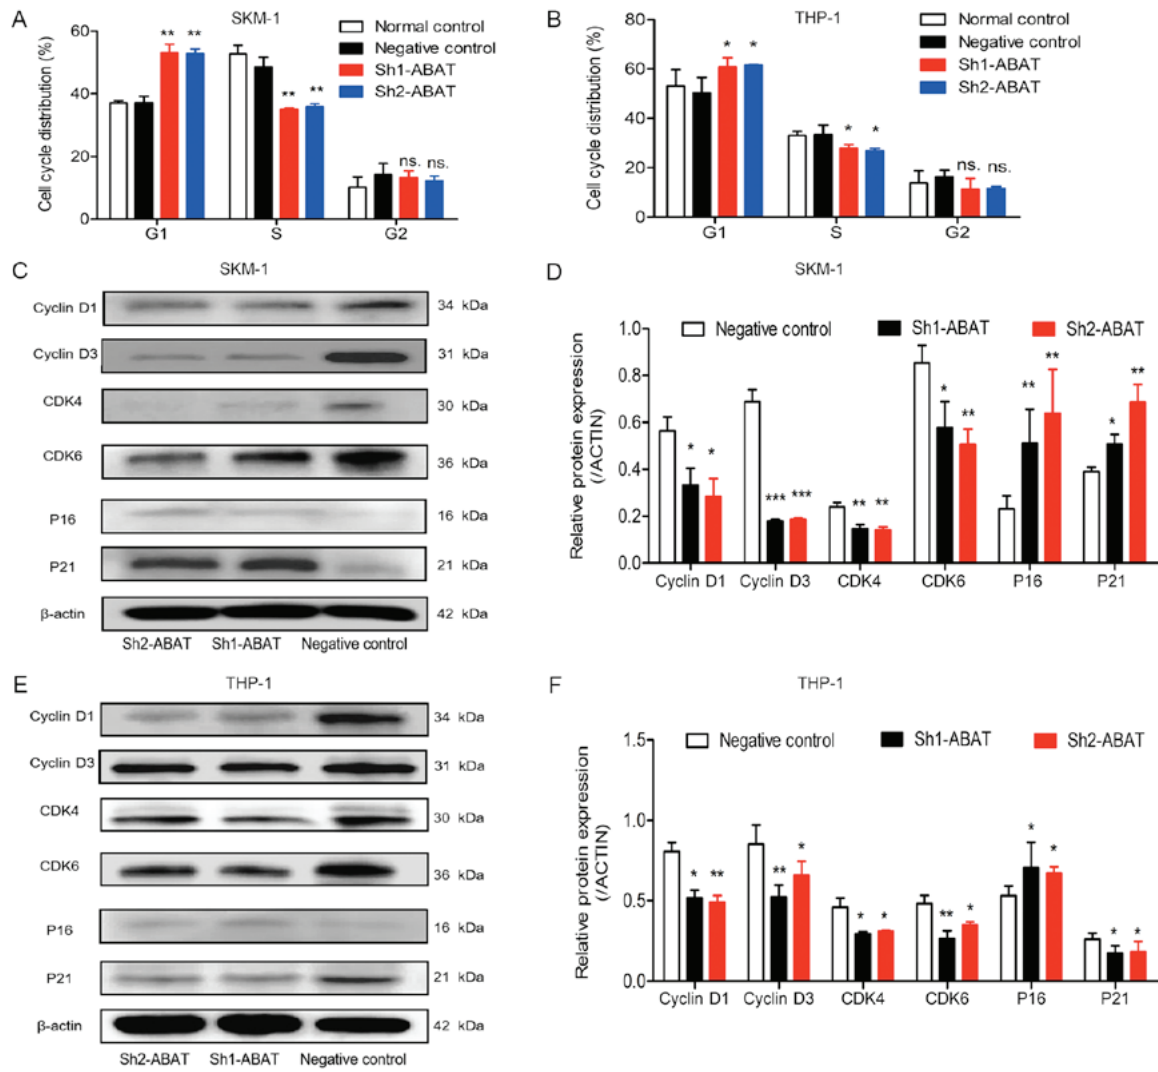 A
SKM-1
Cell cycle distribution (%)
60
40
20
0
** **
** **
ns. ns.
G1 S G2
Normal control
Negative control
Sh1-ABAT
Sh2-ABAT
B
THP-1
Cell cycle distribution (%)
80
60
40
20
0
* *
* *
ns. ns.
G1 S G2
Normal control
Negative control
Sh1-ABAT
Sh2-ABAT
C
SKM-1
Cyclin D1 34 kDa
Cyclin D3 31 kDa
CDK4 30 kDa
CDK6 36 kDa
P16 16 kDa
P21 21 kDa
β-actin 42 kDa
Sh2-ABAT Sh1-ABAT Negative control
D
SKM-1
Relative protein expression
(/ACTIN)
1.0
0.8
0.6
0.4
0.2
0.0
Negative control Sh1-ABAT Sh2-ABAT
* *
*** ***
** **
* **
** **
* **
Cyclin D1 Cyclin D3 CDK4 CDK6 P16 P21
E
THP-1
Cyclin D1 34 kDa
Cyclin D3 31 kDa
CDK4 30 kDa
CDK6 36 kDa
P16 16 kDa
P21 21 kDa
β-actin 42 kDa
Sh2-ABAT Sh1-ABAT Negative control
F
THP-1
Relative protein expression
(/ACTIN)
1.5
1.0
0.5
0.0
Negative control Sh1-ABAT Sh2-ABAT
* **
** *
* *
** *
* *
* *
Cyclin D1 Cyclin D3 CDK4 CDK6 P16 P21